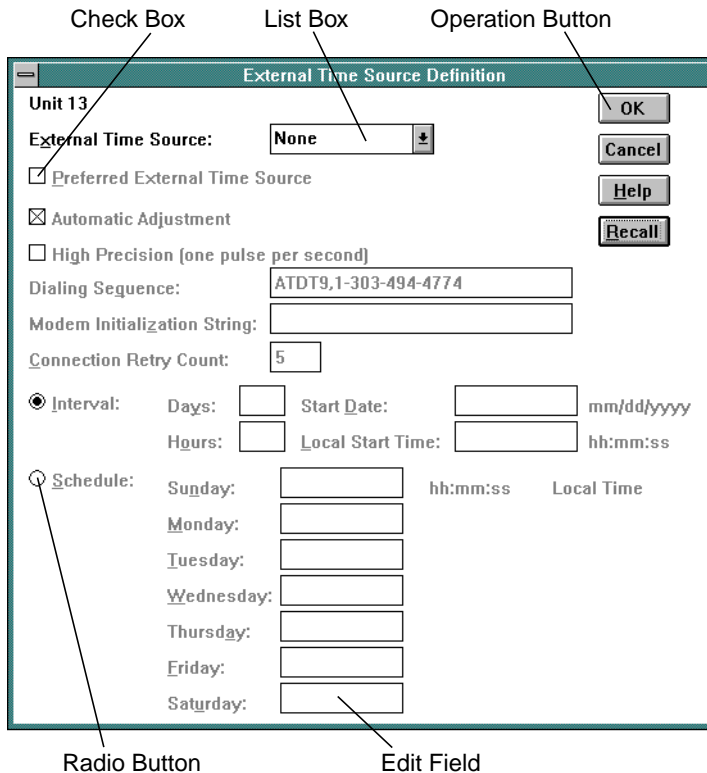 Check Box List Box Operation Button
External Time Source Definition
Unit 13 OK
External Time Source: None Cancel
Preferred External Time Source Help
Automatic Adjustment Recall
High Precision (one pulse per second)
Dialing Sequence: ATDT9,1-303-494-4774
Modem Initialization String:
Connection Retry Count: 5
Interval: Days: Start Date: mm/dd/yyyy
Hours: Local Start Time: hh:mm:ss
Schedule: Sunday: hh:mm:ss Local Time
Monday:
Tuesday:
Wednesday:
Thursday:
Friday:
Saturday:
Radio Button Edit Field